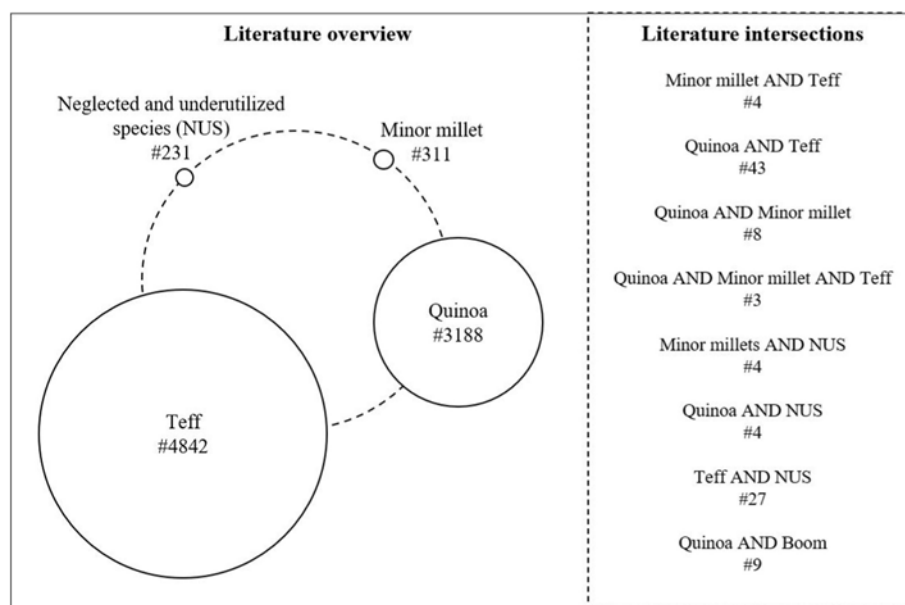 Literature overview
Neglected and underutilized
species (NUS)
#231
Minor millet
#311
Quinoa
#3188
Teff
#4842
Literature intersections
Minor millet AND Teff
#4
Quinoa AND Teff
#43
Quinoa AND Minor millet
#8
Quinoa AND Minor millet AND Teff
#3
Minor millets AND NUS
#4
Quinoa AND NUS
#4
Teff AND NUS
#27
Quinoa AND Boom
#9